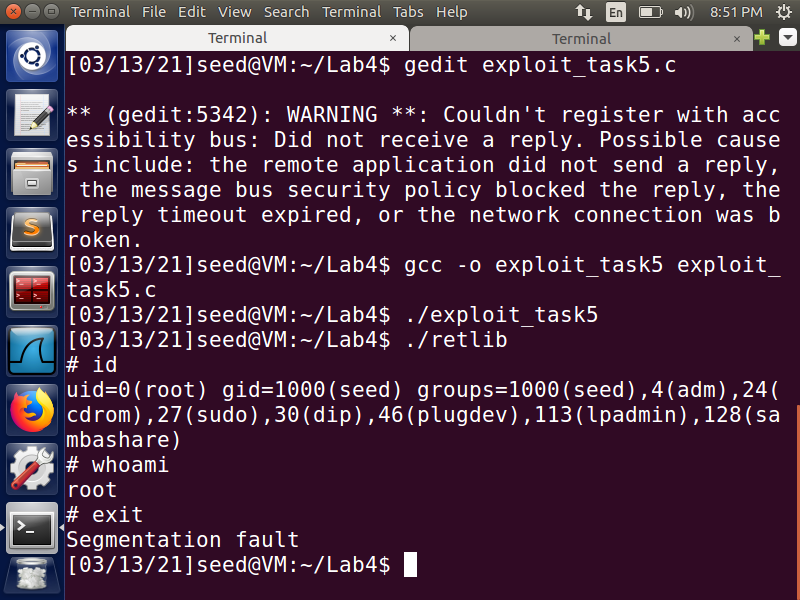 Terminal File Edit View Search Terminal Tabs Help En 8:51 PM
Terminal × Terminal ×
[03/13/21]seed@VM:~/Lab4$ gedit exploit_task5.c
** (gedit:5342): WARNING **: Couldn't register with acc
essibility bus: Did not receive a reply. Possible cause
s include: the remote application did not send a reply,
 the message bus security policy blocked the reply, the
 reply timeout expired, or the network connection was b
roken.
[03/13/21]seed@VM:~/Lab4$ gcc -o exploit_task5 exploit_
task5.c
[03/13/21]seed@VM:~/Lab4$ ./exploit_task5
[03/13/21]seed@VM:~/Lab4$ ./retlib
# id
uid=0(root) gid=1000(seed) groups=1000(seed),4(adm),24(
cdrom),27(sudo),30(dip),46(plugdev),113(lpadmin),128(sa
mbashare)
# whoami
root
# exit
Segmentation fault
[03/13/21]seed@VM:~/Lab4$